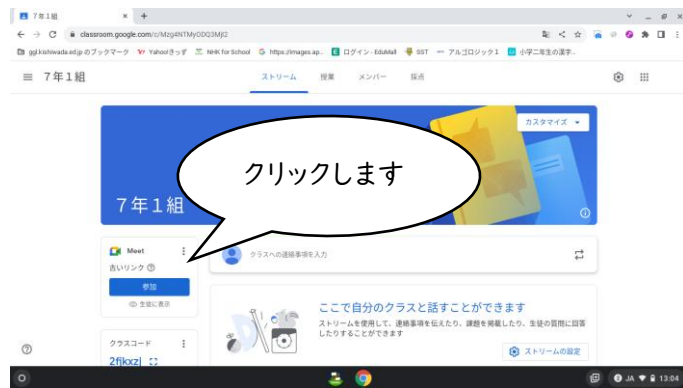 7年1組
classroom.google.com/c/Mzg4NTMyODQ3MjI2
ggl.kishiwada.ed.jp のブックマーク Yahoo!きっず NHK for School https://images.ap... ログイン - EduMall SST アルゴロジック1 小学二年生の漢字...
7年1組 ストリーム 授業 メンバー 採点
カスタマイズ
クリックします
7年1組
Meet
古いリンク
参加
生徒に表示
クラスへの連絡事項を入力
ここで自分のクラスと話すことができます
ストリームを使用して、連絡事項を伝えたり、課題を掲載したり、生徒の質問に回答
したりすることができます
ストリームの設定
クラスコード
2fjkxzj
JA 13:04